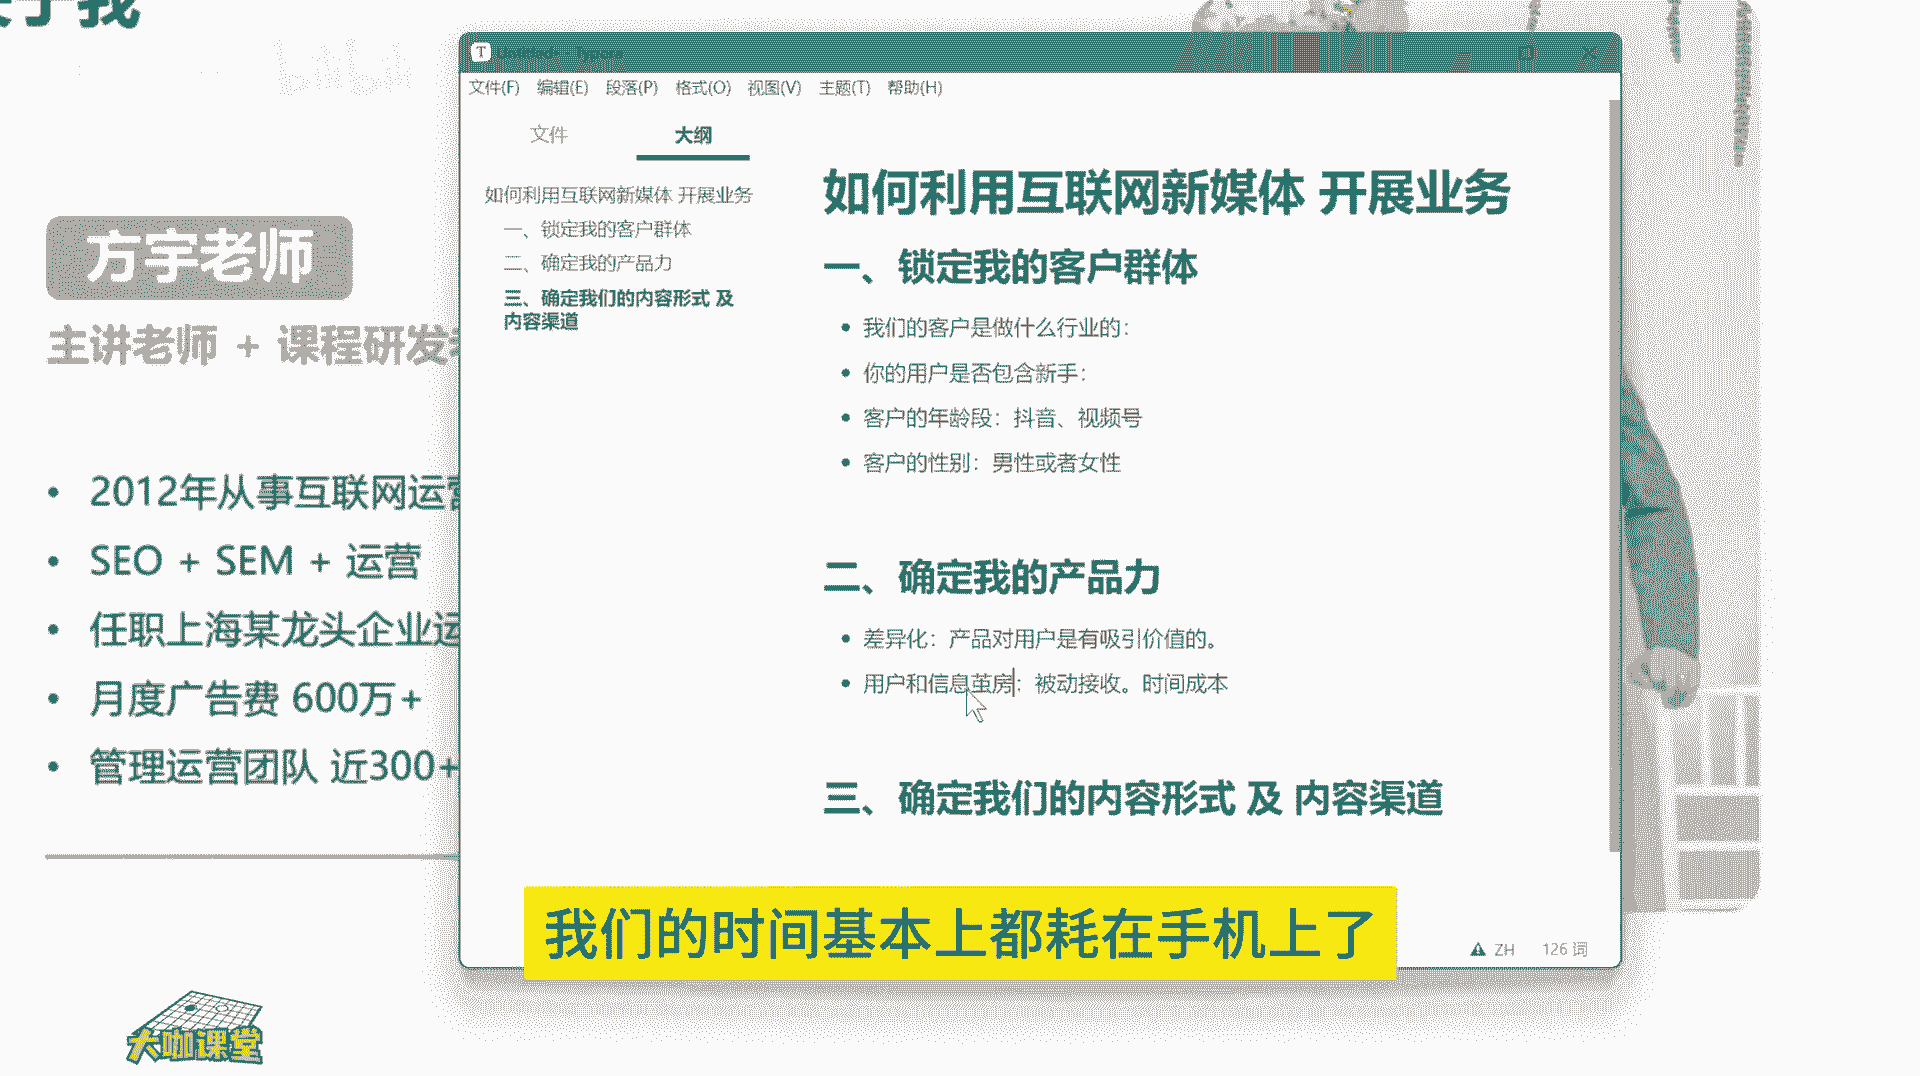 关于我
bilibili
方宇老师
主讲老师 + 课程研发
2012年从事互联网运营
SEO + SEM + 运营
任职上海某龙头企业运
月度广告费 600万+
管理运营团队 近300+
大咖课堂
Untitled - Typora
文件(F) 编辑(E) 段落(P) 格式(O) 视图(V) 主题(T) 帮助(H)
文件 大纲
如何利用互联网新媒体 开展业务
一、锁定我的客户群体
二、确定我的产品力
三、确定我们的内容形式 及
内容渠道
如何利用互联网新媒体 开展业务
一、锁定我的客户群体
我们的客户是做什么行业的：
你的用户是否包含新手：
客户的年龄段：抖音、视频号
客户的性别：男性或者女性
二、确定我的产品力
差异化：产品对用户是有吸引价值的。
用户和信息茧房：被动接收。时间成本
三、确定我们的内容形式 及 内容渠道
ZH 126 词
我们的时间基本上都耗在手机上了